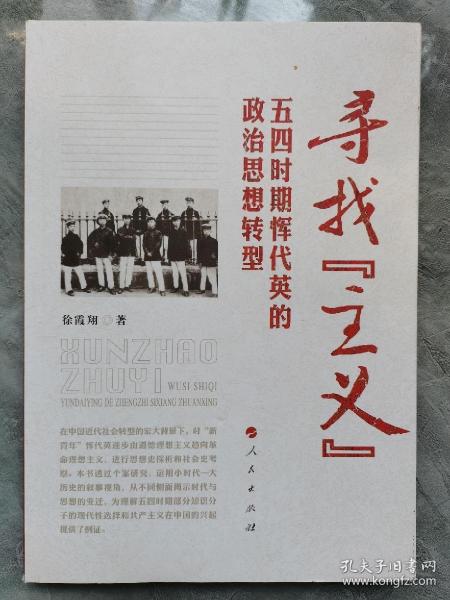 寻找『主义』
五四时期恽代英的
政治思想转型
徐霞翔 ◎ 著
XUNZHAO
ZHUYI
WUSI SHIQI
YUNDAIYING DE ZHENGZHI SIXIANG ZHUANXING
在中国近代社会转型的宏大背景下，对“新
青年”恽代英逐步由道德理想主义趋向革
命理想主义，进行思想史探析和社会史考
察。本书通过个案研究，运用小时代—大
历史的叙事视角，从不同侧面揭示时代与
思想的变迁，为理解五四时期部分知识分
子的现代性选择和共产主义在中国的兴起
提供了例证。
人民出版社
孔夫子旧书网
www.kongfz.com